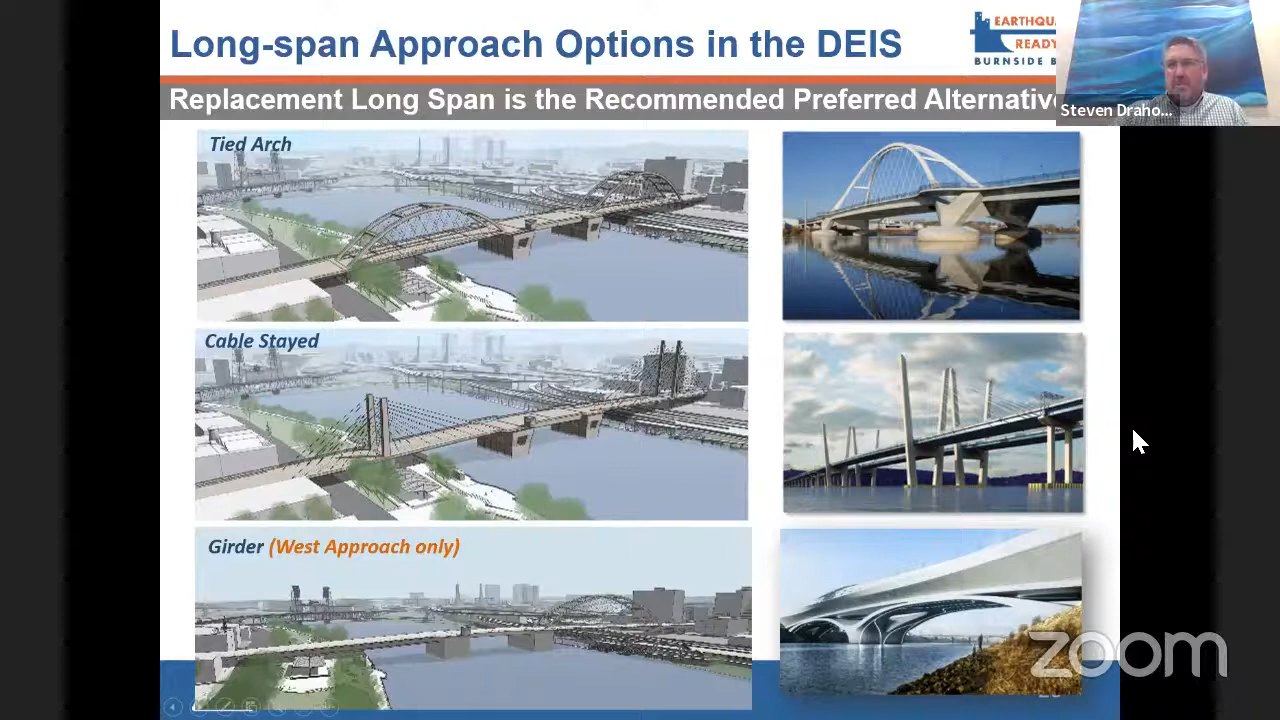 Long-span Approach Options in the DEIS
EARTHQUA
READY
BURNSIDE B
Replacement Long Span is the Recommended Preferred Alternative
Steven Draho...
Tied Arch
Cable Stayed
Girder (West Approach only)
zoom